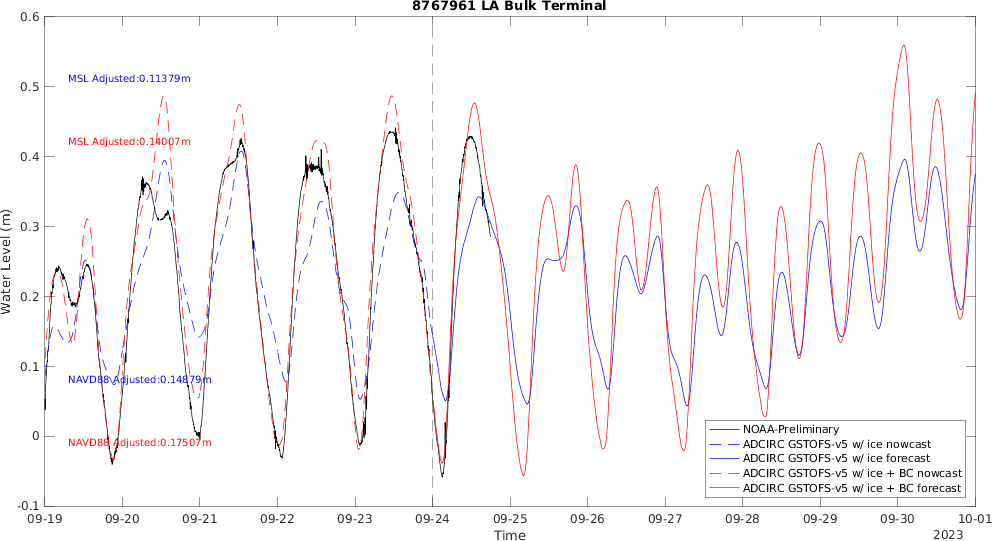 8767961 LA Bulk Terminal
0.6
0.5
0.4
0.3
0.2
0.1
0
-0.1
Water Level (m)
MSL Adjusted:0.11379m
MSL Adjusted:0.14007m
NAVD88 Adjusted:0.14879m
NAVD88 Adjusted:0.17507m
NOAA-Preliminary
ADCIRC GSTOFS-v5 w/ ice nowcast
ADCIRC GSTOFS-v5 w/ ice forecast
ADCIRC GSTOFS-v5 w/ ice + BC nowcast
ADCIRC GSTOFS-v5 w/ ice + BC forecast
09-19 09-20 09-21 09-22 09-23 09-24 09-25 09-26 09-27 09-28 09-29 09-30 10-01
Time
2023